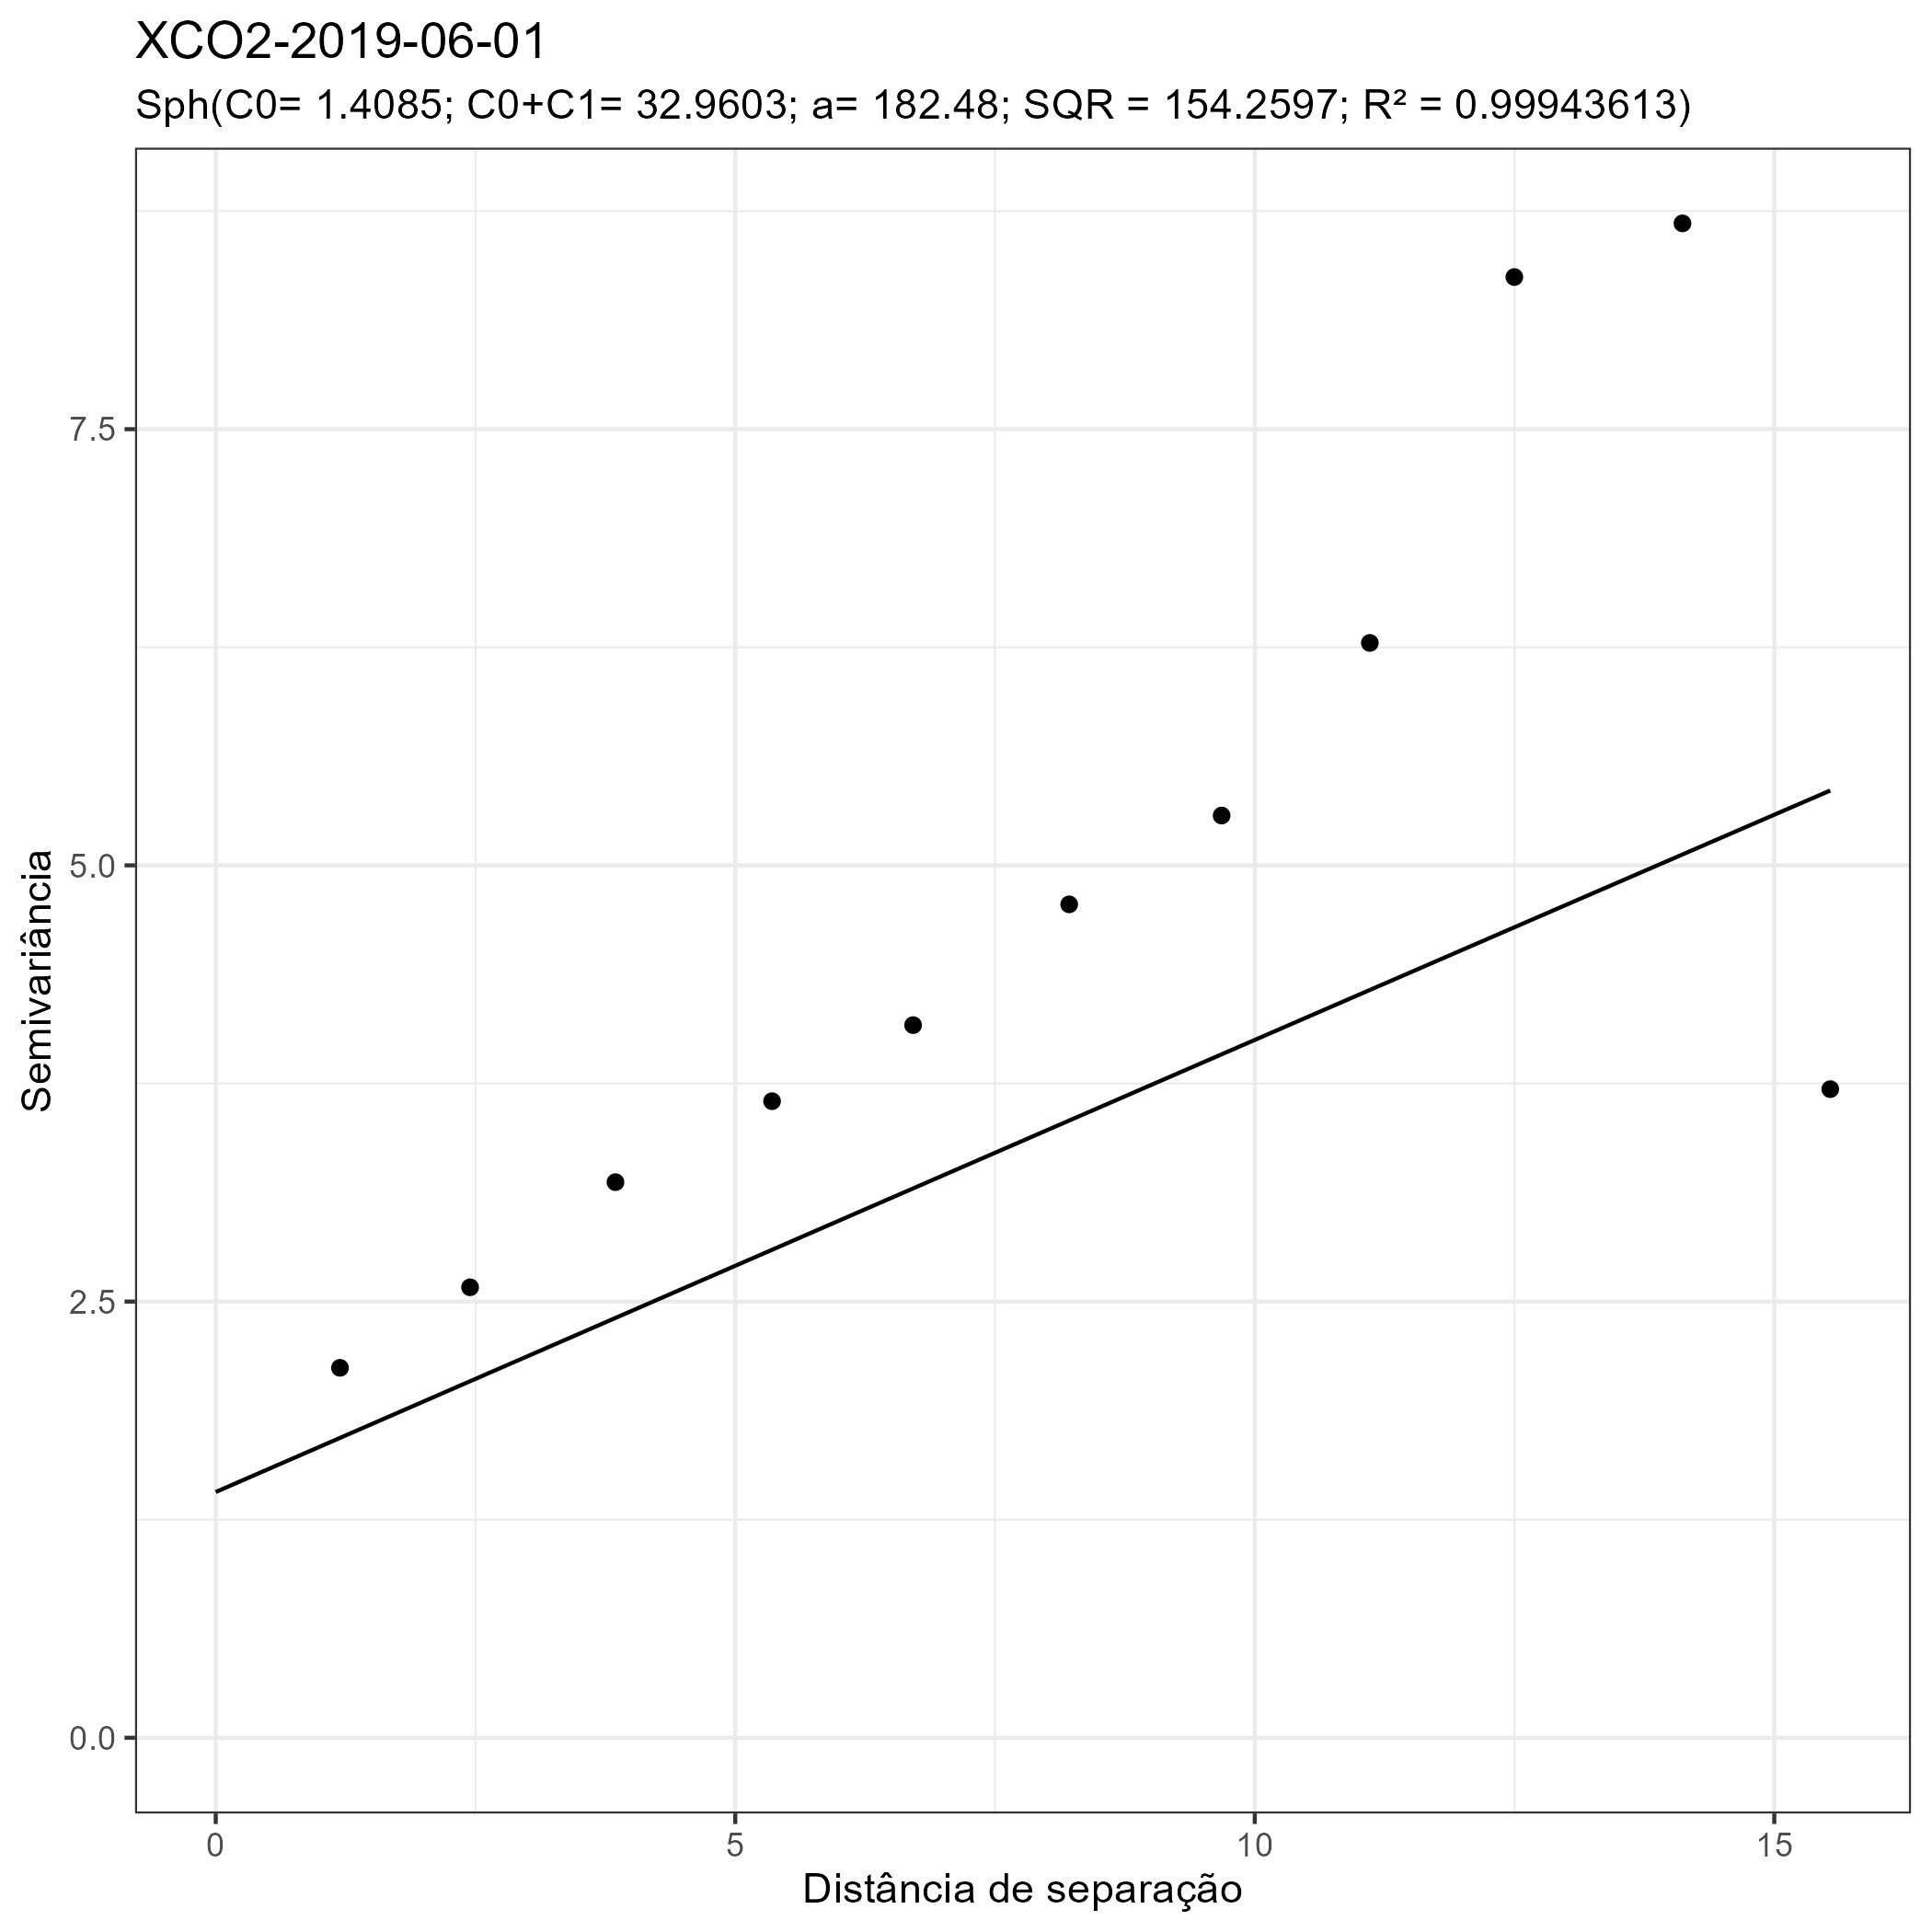 XCO2-2019-06-01
Sph(C0= 1.4085; C0+C1= 32.9603; a= 182.48; SQR = 154.2597; R² = 0.99943613)
Semivariância
7.5
5.0
2.5
0.0
0 5 10 15
Distância de separação